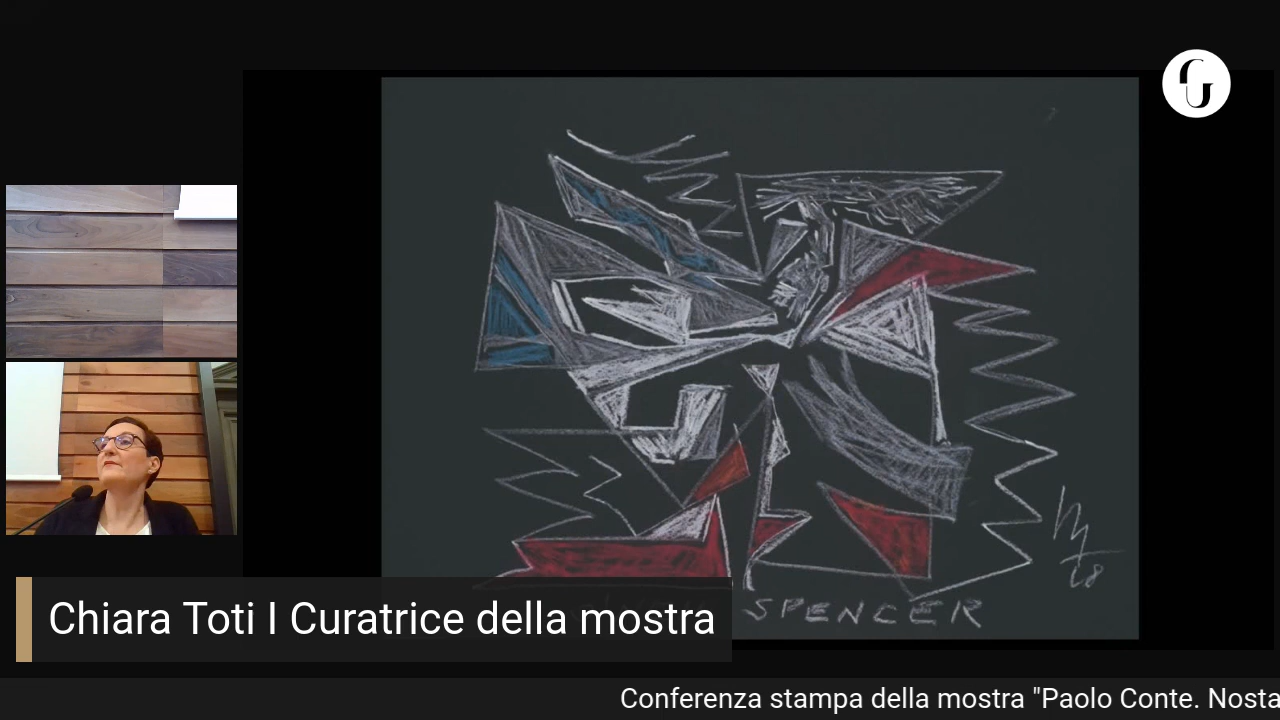 SPENCER
Chiara Toti I Curatrice della mostra
Conferenza stampa della mostra "Paolo Conte. Nosta